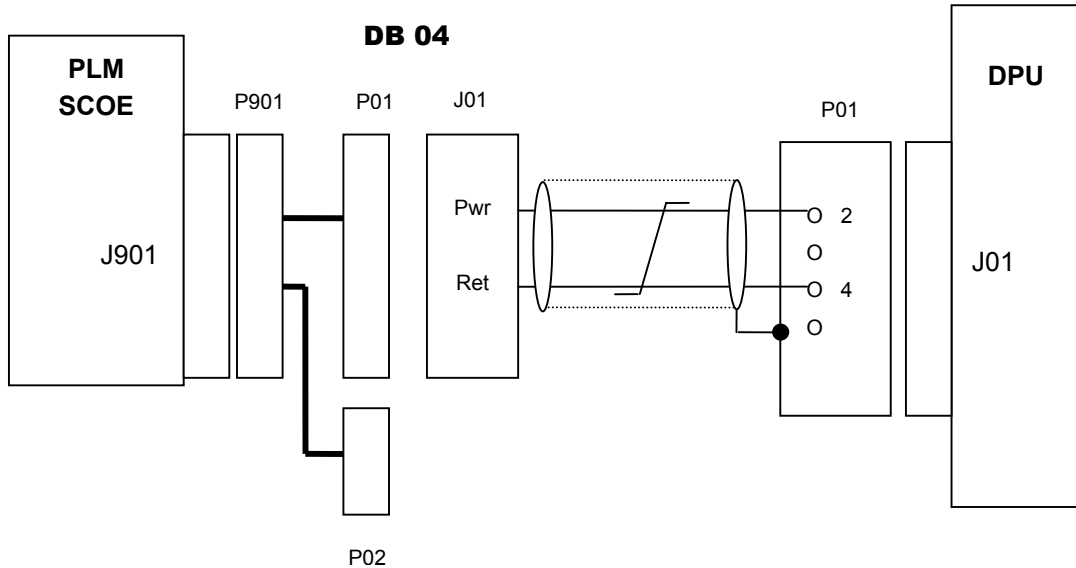 DB 04
PLM
SCOE
DPU
P901
P01
J01
P01
Pwr
O 2
J901
O
J01
Ret
O 4
O
P02